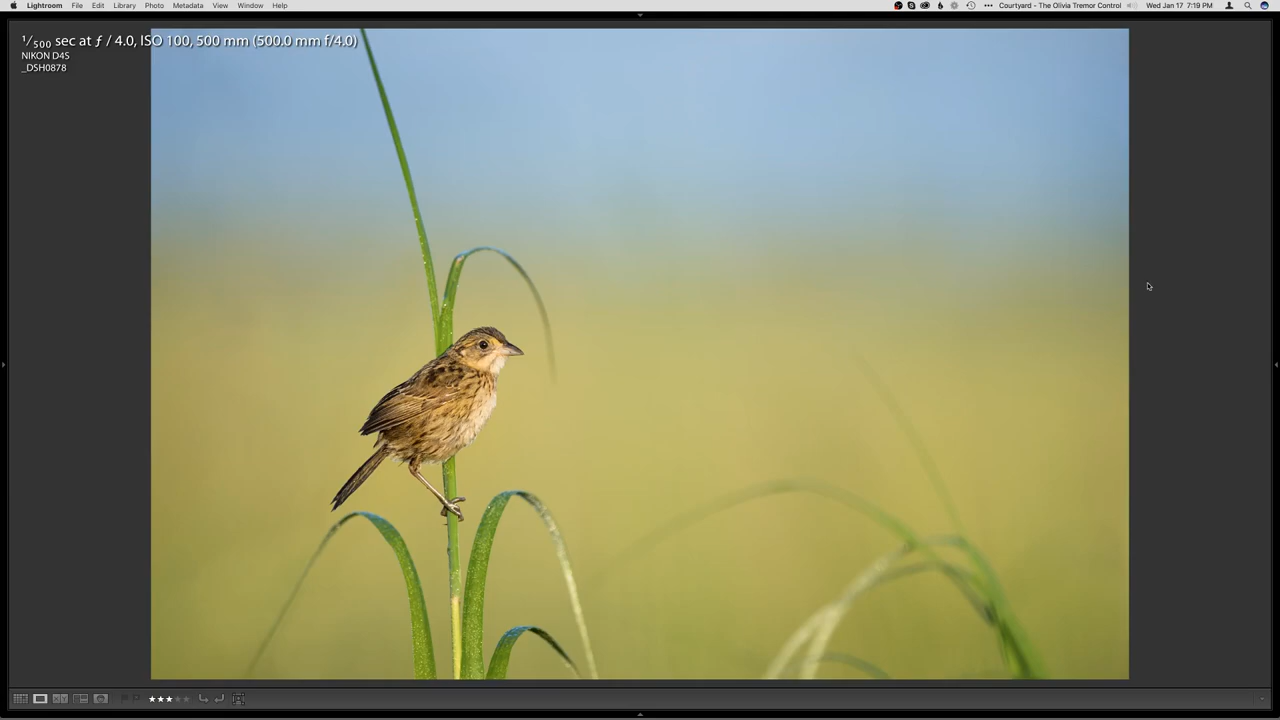 Lightroom File Edit Library Photo Metadata View Window Help
Courtyard - The Olivia Tremor Control Wed Jan 17 7:19 PM
1/500 sec at ƒ / 4.0, ISO 100, 500 mm (500.0 mm f/4.0)
NIKON D4S
_DSH0878